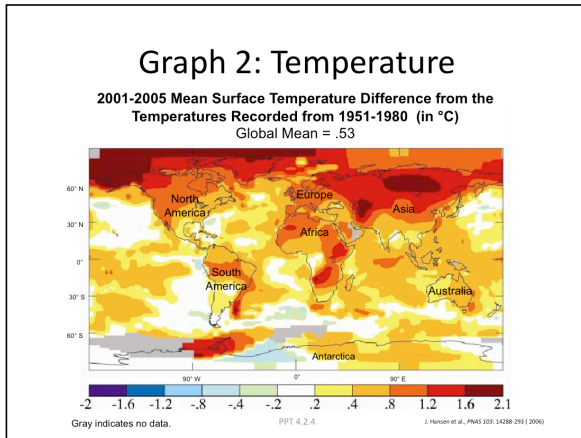 Graph 2: Temperature
2001-2005 Mean Surface Temperature Difference from the
Temperatures Recorded from 1951-1980 (in °C)
Global Mean = .53
60° N
30° N
0°
30° S
60° S
North
America
Europe
Asia
Africa
South
America
Australia
Antarctica
90° W
0°
90° E
-2 -1.6 -1.2 -.8 -.4 -.2 .2 .4 .8 1.2 1.6 2.1
Gray indicates no data.
PPT 4.2.4
J. Hansen et al., PNAS 103: 14288-293 ( 2006)